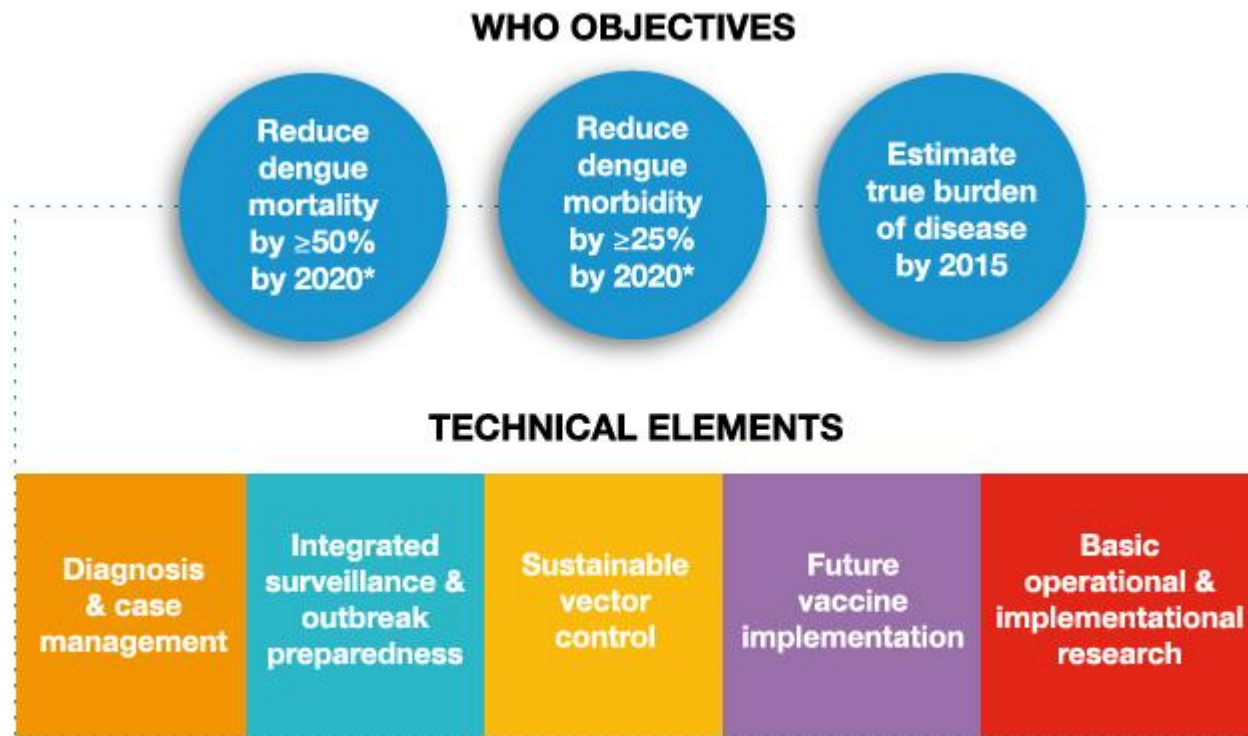 WHO OBJECTIVES
Reduce
dengue
mortality
by ≥50%
by 2020*
Reduce
dengue
morbidity
by ≥25%
by 2020*
Estimate
true burden
of disease
by 2015
TECHNICAL ELEMENTS
Diagnosis
& case
management
Integrated
surveillance &
outbreak
preparedness
Sustainable
vector
control
Future
vaccine
implementation
Basic
operational &
implementational
research